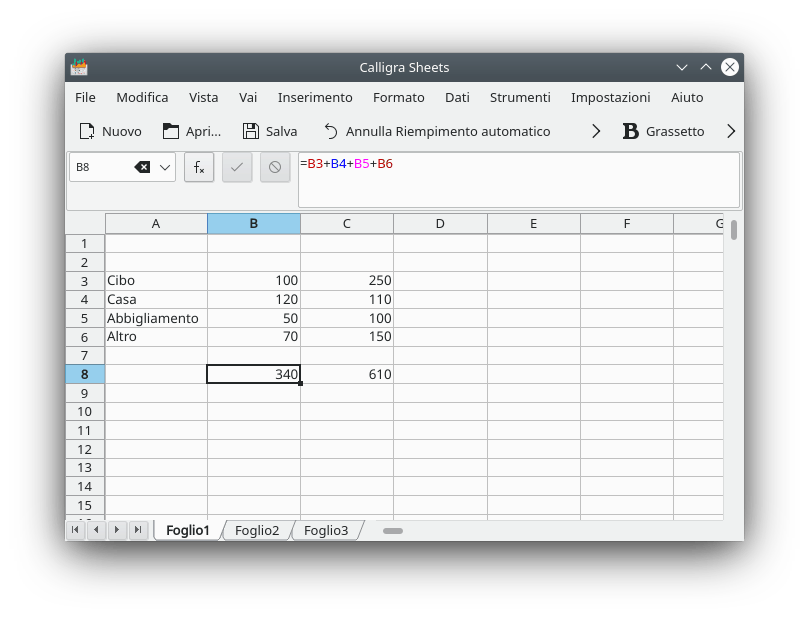 Calligra Sheets
File Modifica Vista Vai Inserimento Formato Dati Strumenti Impostazioni Aiuto
Nuovo Apri... Salva Annulla Riempimento automatico B Grassetto
B8 fx =B3+B4+B5+B6
A B C D E F G
1
2
3 Cibo 100 250
4 Casa 120 110
5 Abbigliamento 50 100
6 Altro 70 150
7
8 340 610
9
10
11
12
13
14
15
Foglio1 Foglio2 Foglio3